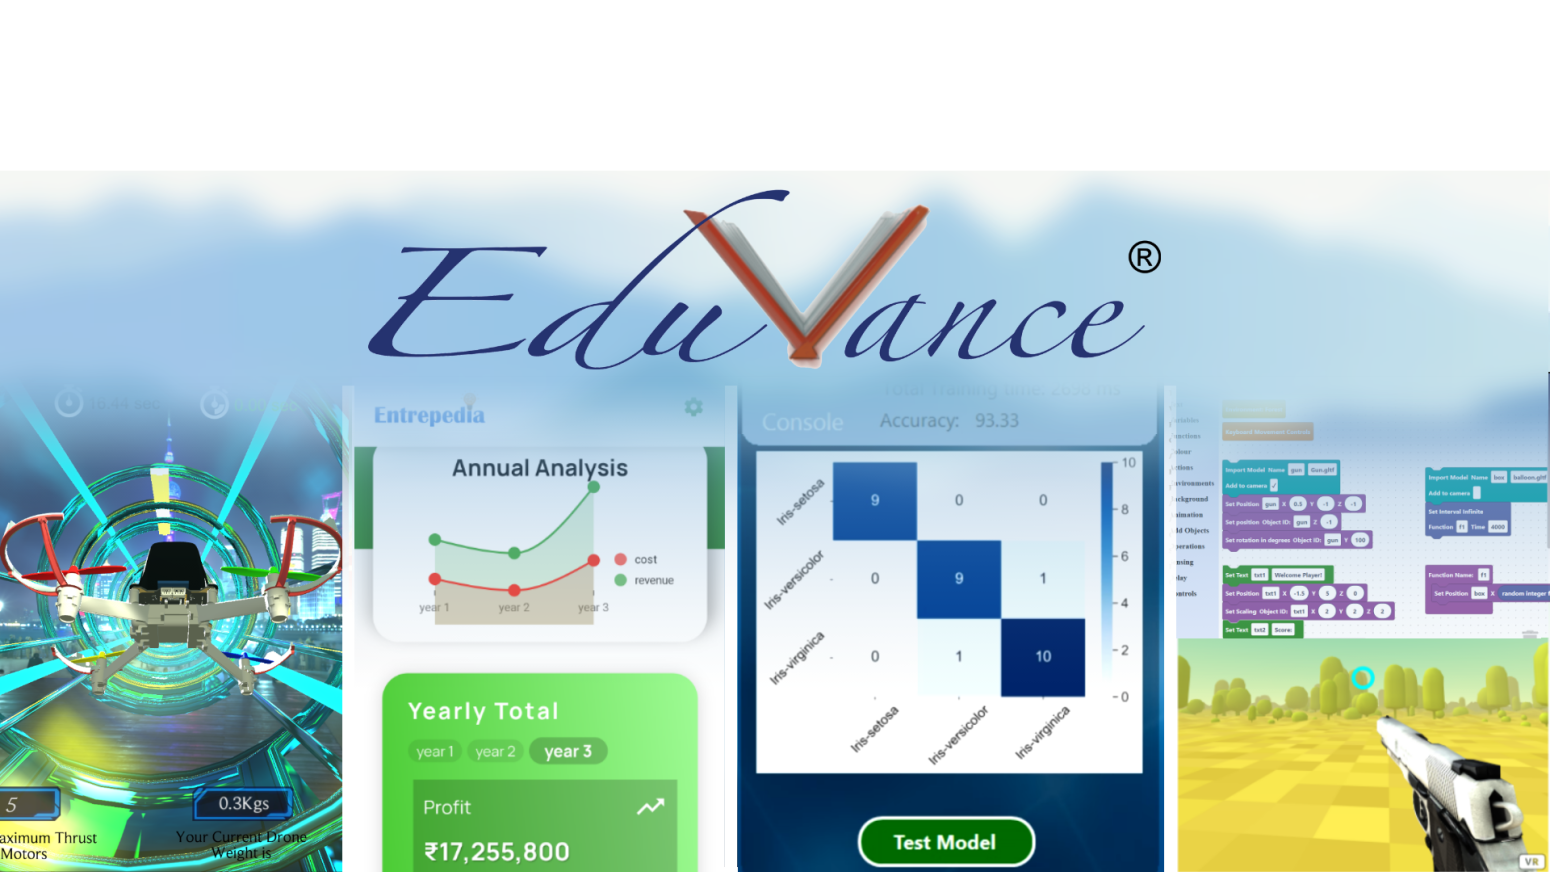 EduVance®
16:44 sec
5
aximum Thrust
Motors
0.3Kgs
Your Current Drone
Weight is
Entrepedia
Annual Analysis
cost
revenue
year 1 year 2 year 3
Yearly Total
year 1 year 2 year 3
Profit
₹17,255,800
Total Training time: 2698 ms
Console Accuracy: 93.33
Iris-setosa 9 0 0
Iris-versicolor 0 9 1
Iris-virginica 0 1 10
Iris-setosa Iris-versicolor Iris-virginica
10
8
6
4
2
0
Test Model
Keyboard Movement Controls
Import Model Name gun Gun.gltf
Add to camera ✓
Set Position gun X 0.5 Y -1 Z -1
Set position Object ID: gun Z -1
Set rotation in degrees Object ID: gun Y 100
Set Text txt1 Welcome Player!
Set Position txt1 X -1.5 Y 5 Z 0
Set Scaling Object ID: txt1 X 2 Y 2 Z 2
Set Text txt2 Score:
Import Model Name box balloon.gltf
Add to camera
Set Interval Infinite
Function f1 Time 4000
Function Name: f1
Set Position box X random integer f
VR